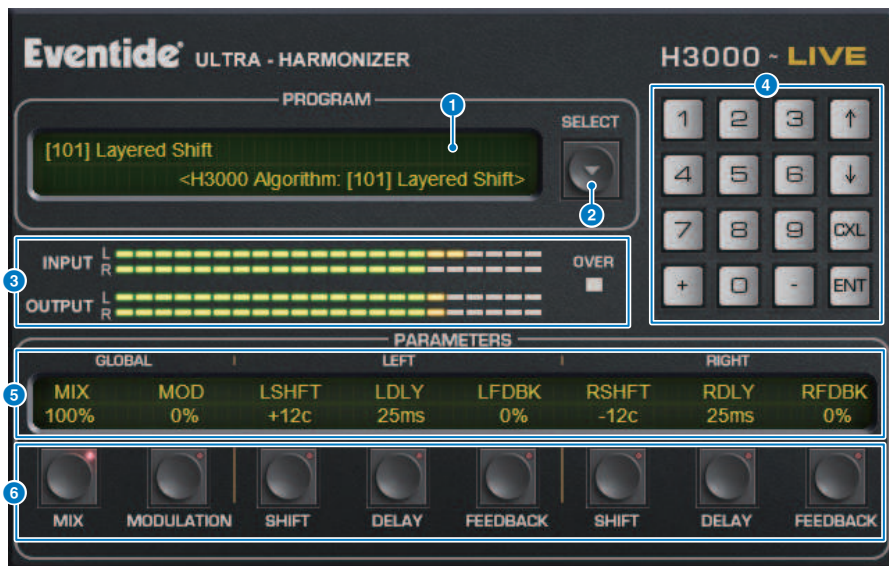 Eventide® ULTRA - HARMONIZER
H3000 ~ LIVE
PROGRAM
1
SELECT
[101] Layered Shift
<H3000 Algorithm: [101] Layered Shift>
2
4
1 2 3 ↑
4 5 6 ↓
7 8 9 CXL
+ 0 - ENT
3
INPUT L
R
OVER
OUTPUT L
R
PARAMETERS
GLOBAL LEFT RIGHT
5
MIX MOD LSHFT LDLY LFDBK RSHFT RDLY RFDBK
100% 0% +12c 25ms 0% -12c 25ms 0%
6
MIX MODULATION SHIFT DELAY FEEDBACK SHIFT DELAY FEEDBACK